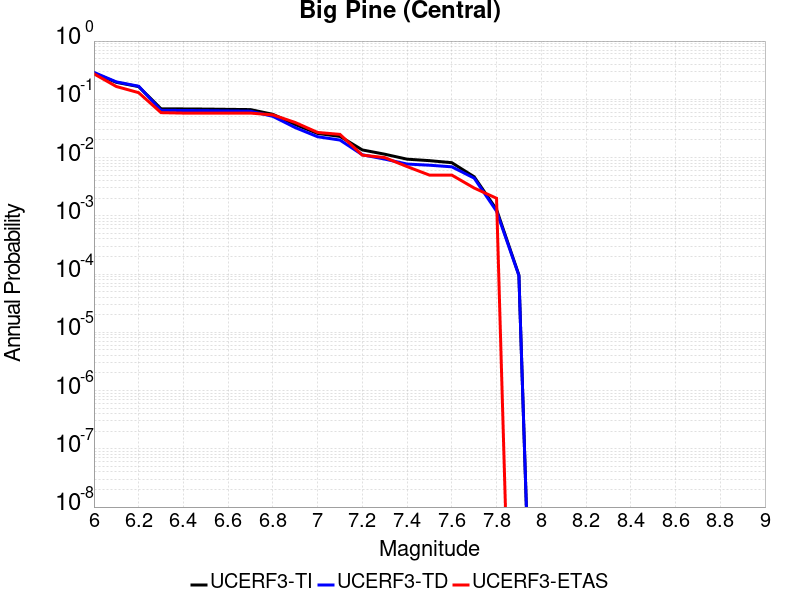 Big Pine (Central)
10^0
10^-1
10^-2
10^-3
10^-4
10^-5
10^-6
10^-7
10^-8
Annual Probability
6 6.2 6.4 6.6 6.8 7 7.2 7.4 7.6 7.8 8 8.2 8.4 8.6 8.8 9
Magnitude
UCERF3-TI UCERF3-TD UCERF3-ETAS